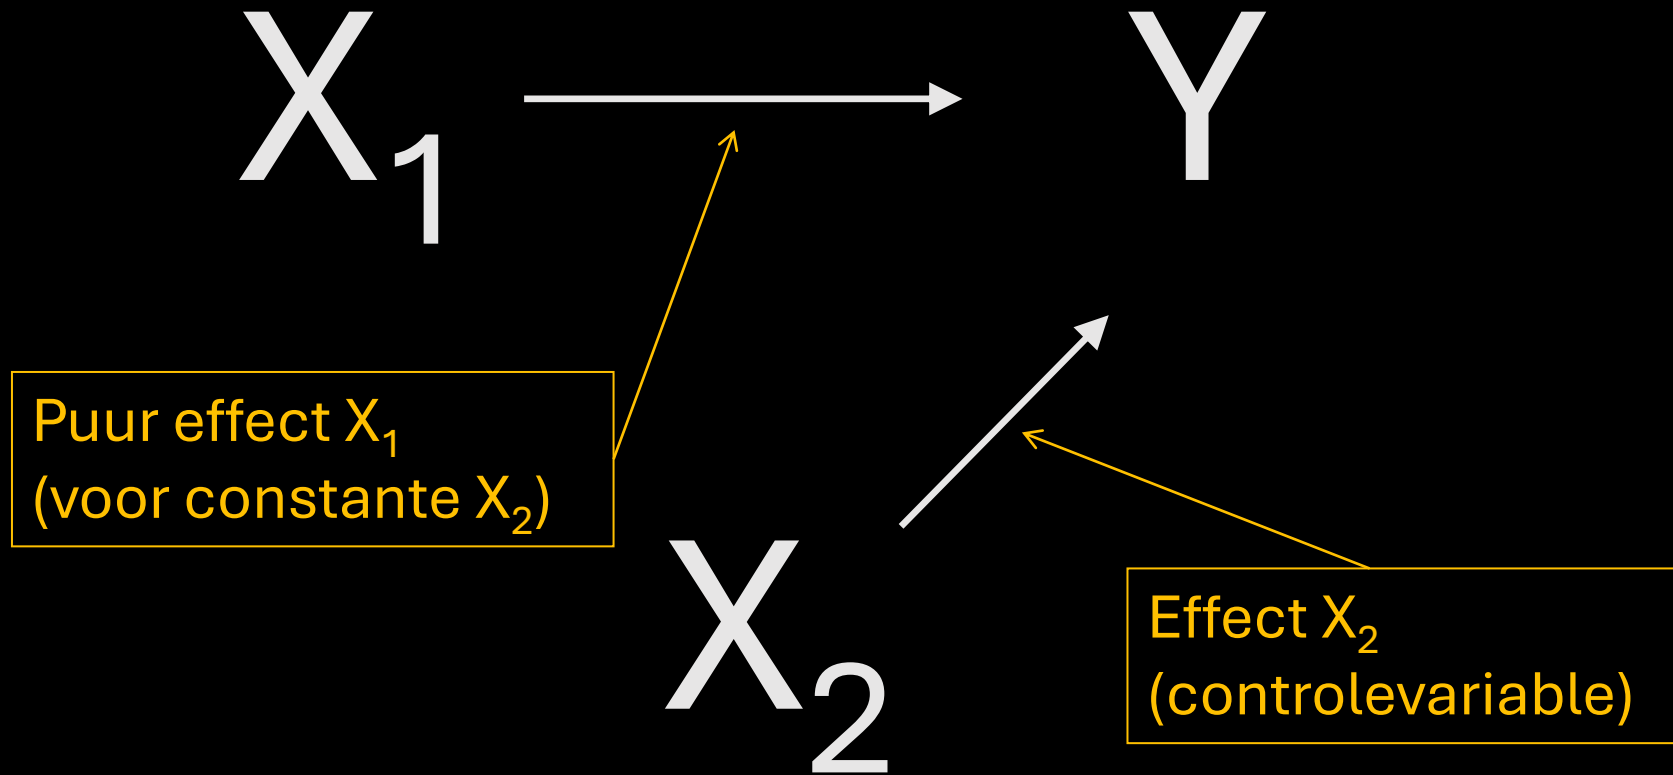 X₁
Y
Puur effect X₁
(voor constante X₂)
X₂
Effect X₂
(controlevariable)